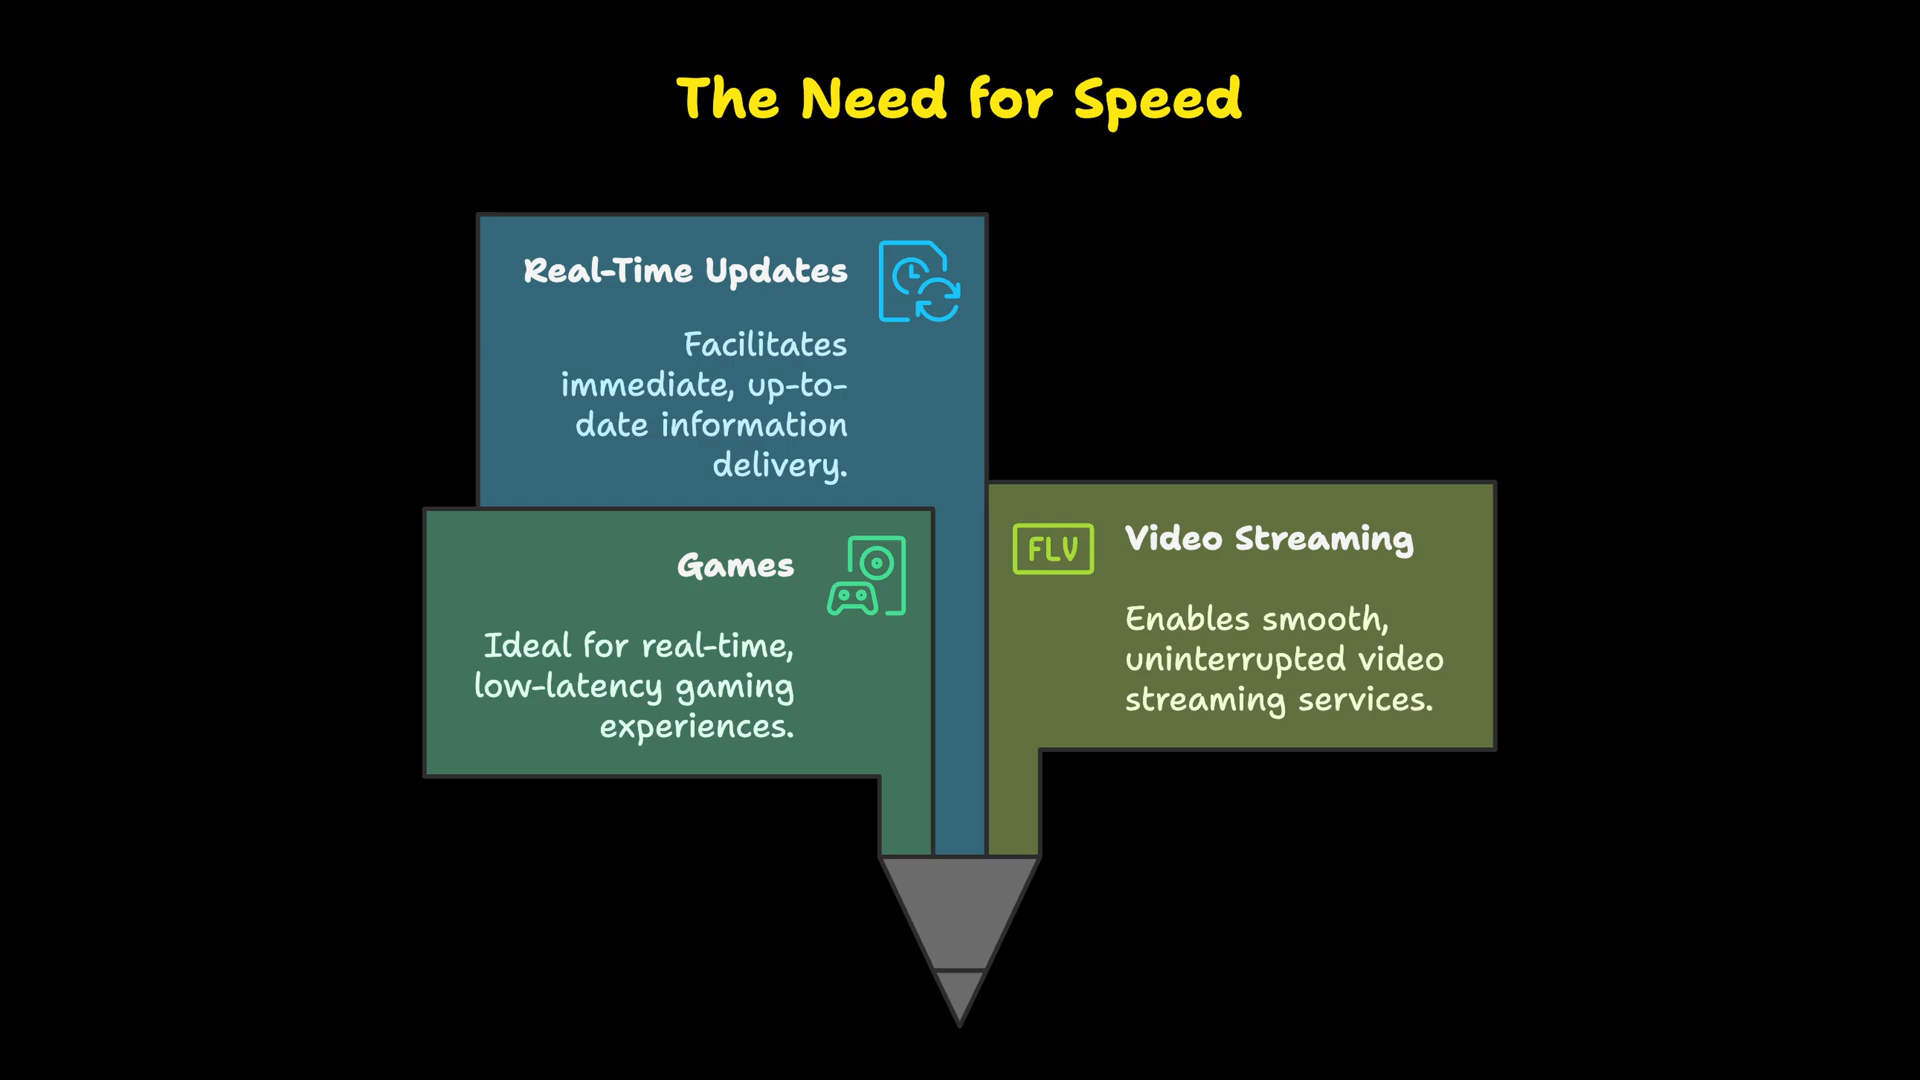 The Need for Speed
Real-Time Updates
Facilitates
immediate, up-to-
date information
delivery.
Games
Ideal for real-time,
low-latency gaming
experiences.
FLV
Video Streaming
Enables smooth,
uninterrupted video
streaming services.